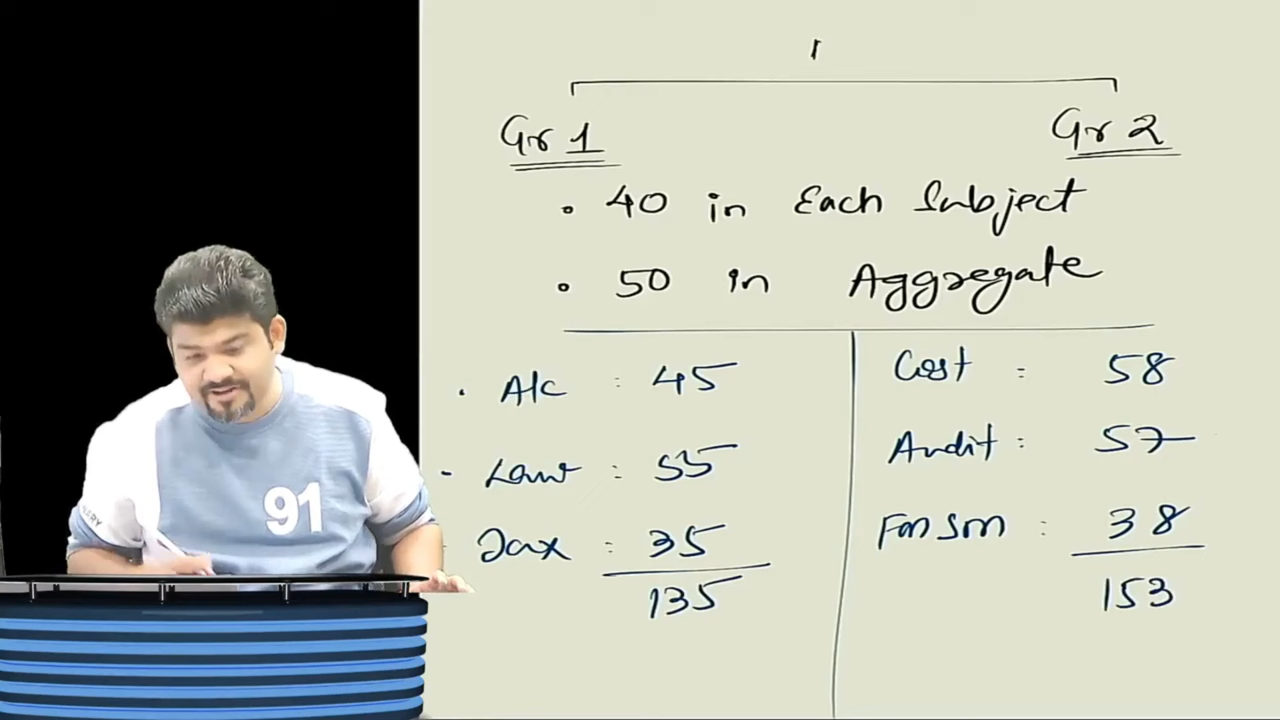 Gr 1 Gr 2
• 40 in Each Subject
• 50 in Aggregate
• A/c : 45
- Law : 55
Tax : 35
135
Cost : 58
Audit : 57
Fm Sm : 38
153
91